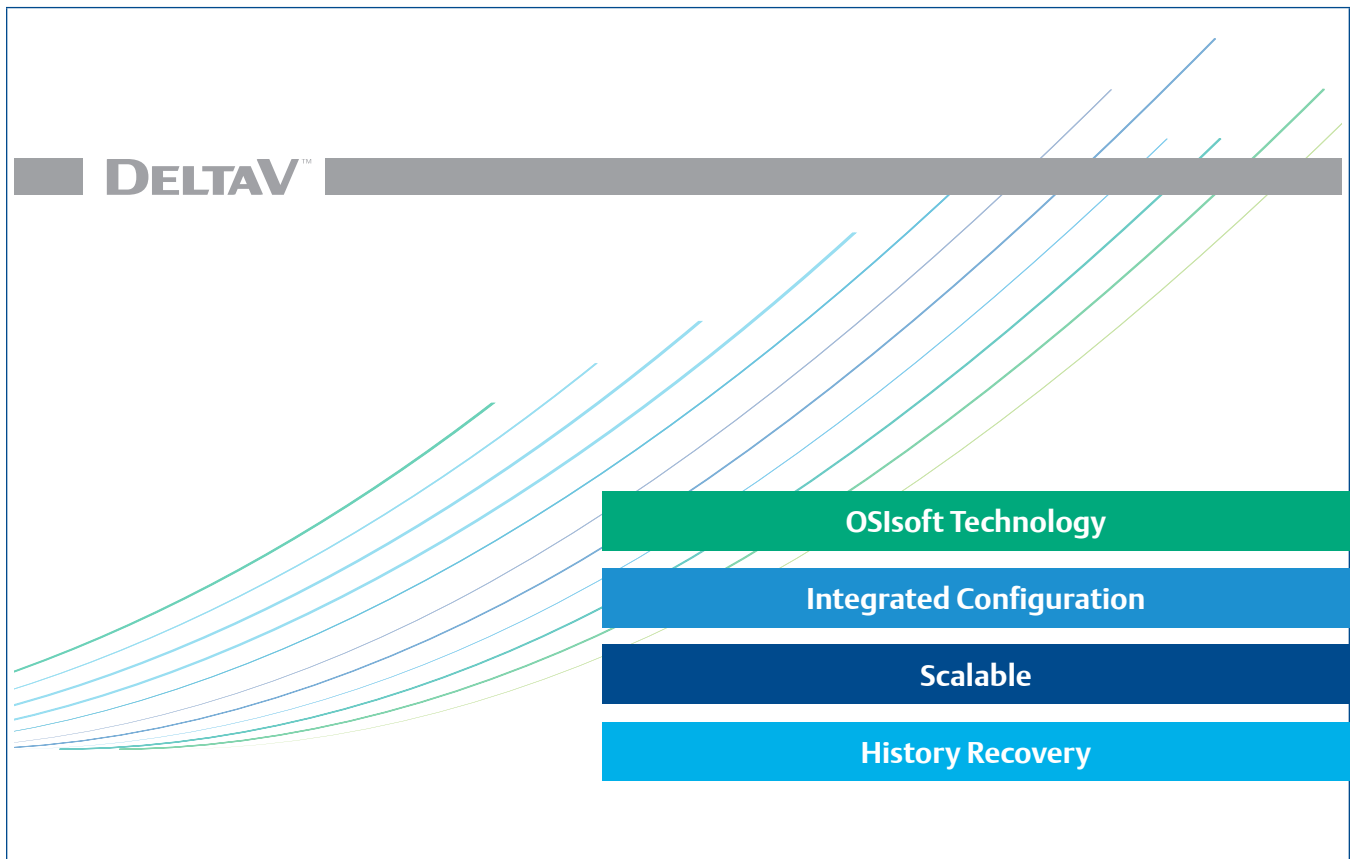 DELTAV™
OSIsoft Technology
Integrated Configuration
Scalable
History Recovery